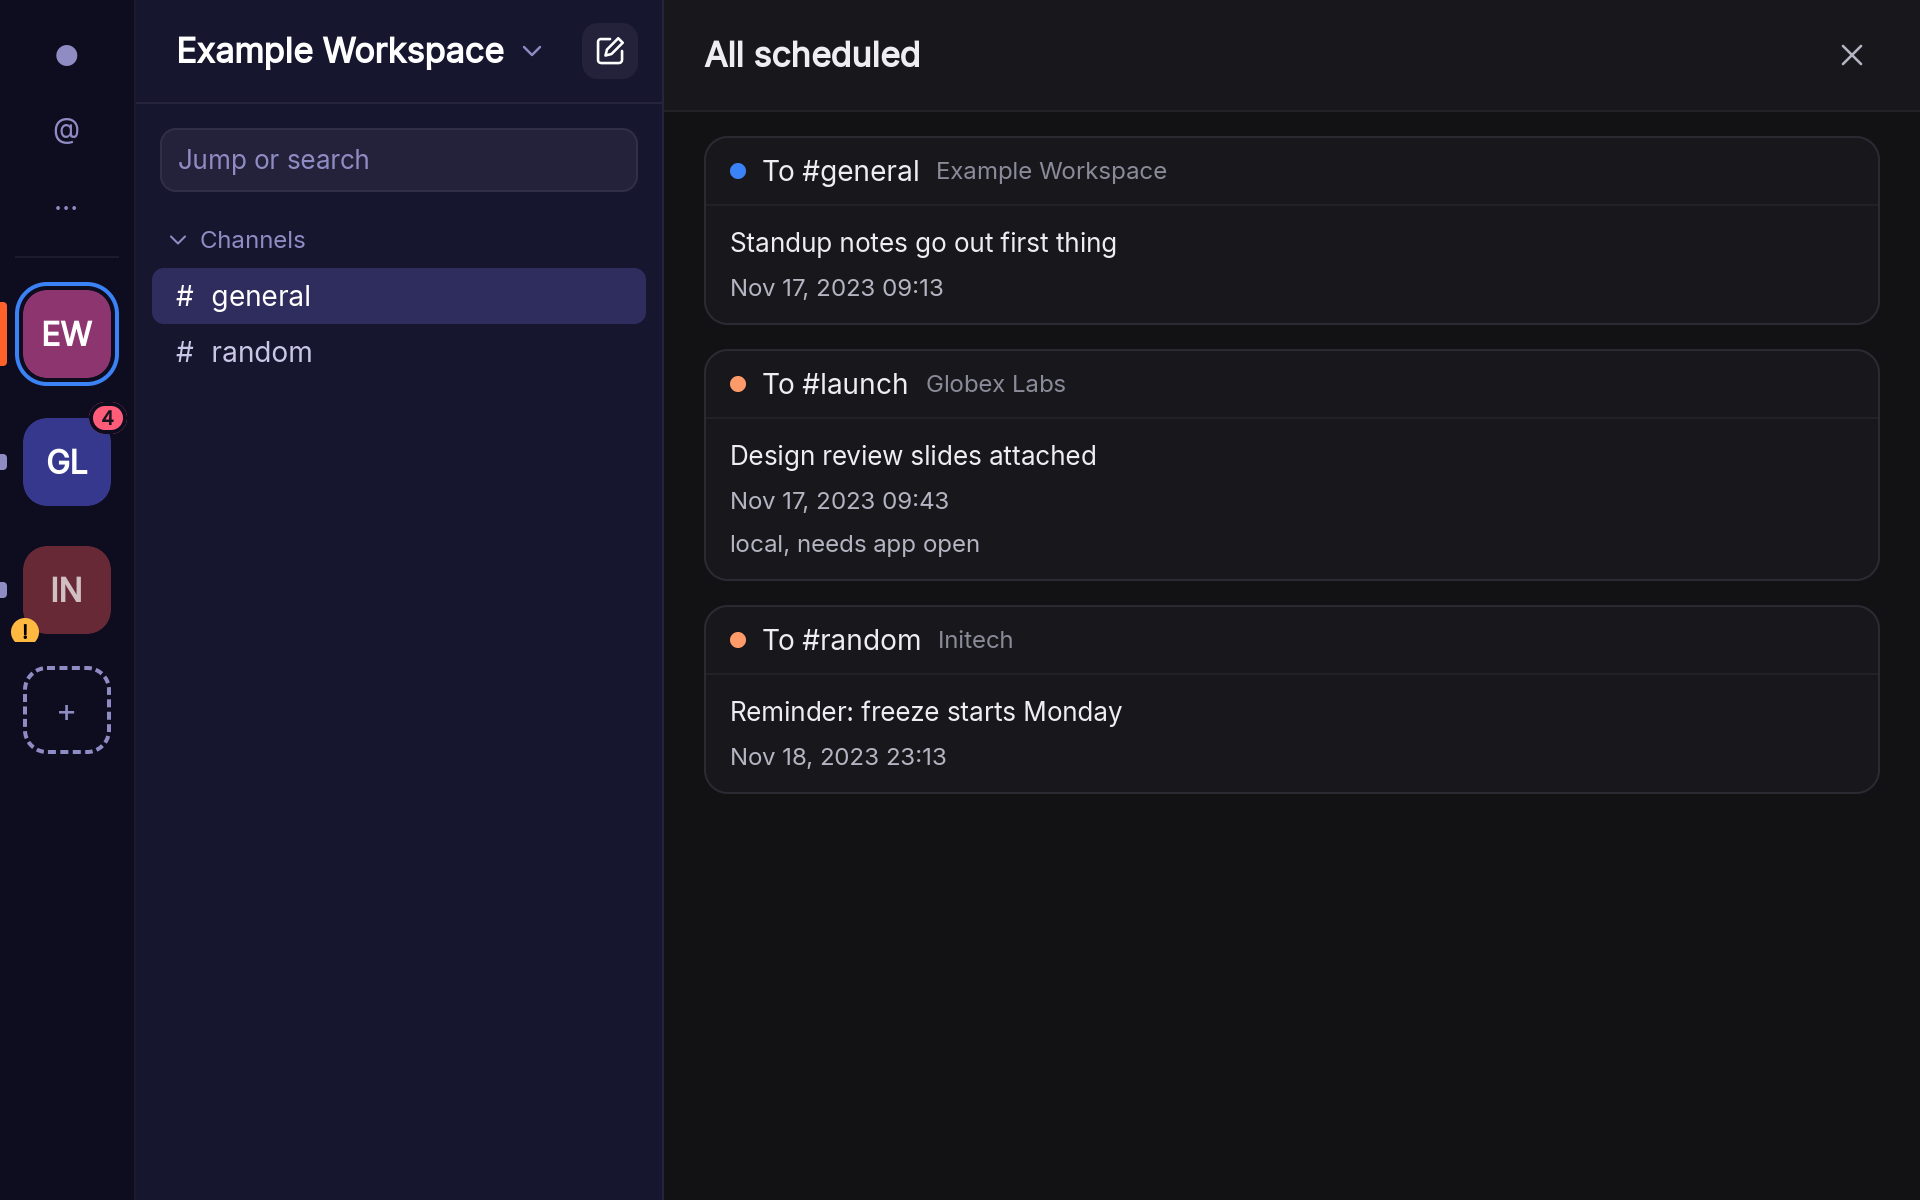 @
...
EW
4
GL
IN
!
+
Example Workspace
Jump or search
Channels
# general
# random
All scheduled
To #general Example Workspace
Standup notes go out first thing
Nov 17, 2023 09:13
To #launch Globex Labs
Design review slides attached
Nov 17, 2023 09:43
local, needs app open
To #random Initech
Reminder: freeze starts Monday
Nov 18, 2023 23:13